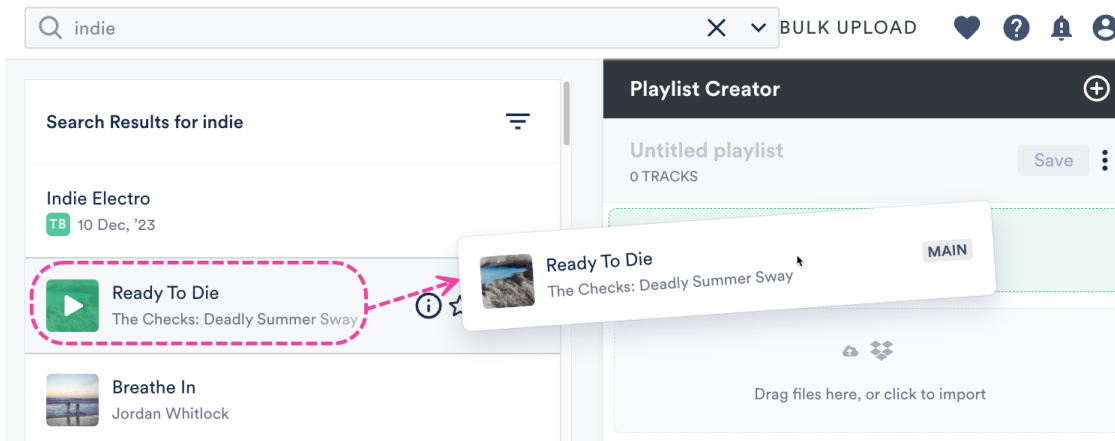 indie
BULK UPLOAD
Search Results for indie
Indie Electro
TB 10 Dec, '23
Ready To Die
The Checks: Deadly Summer Sway
Breathe In
Jordan Whitlock
Playlist Creator
Untitled playlist
Save
0 TRACKS
Ready To Die
MAIN
The Checks: Deadly Summer Sway
Drag files here, or click to import